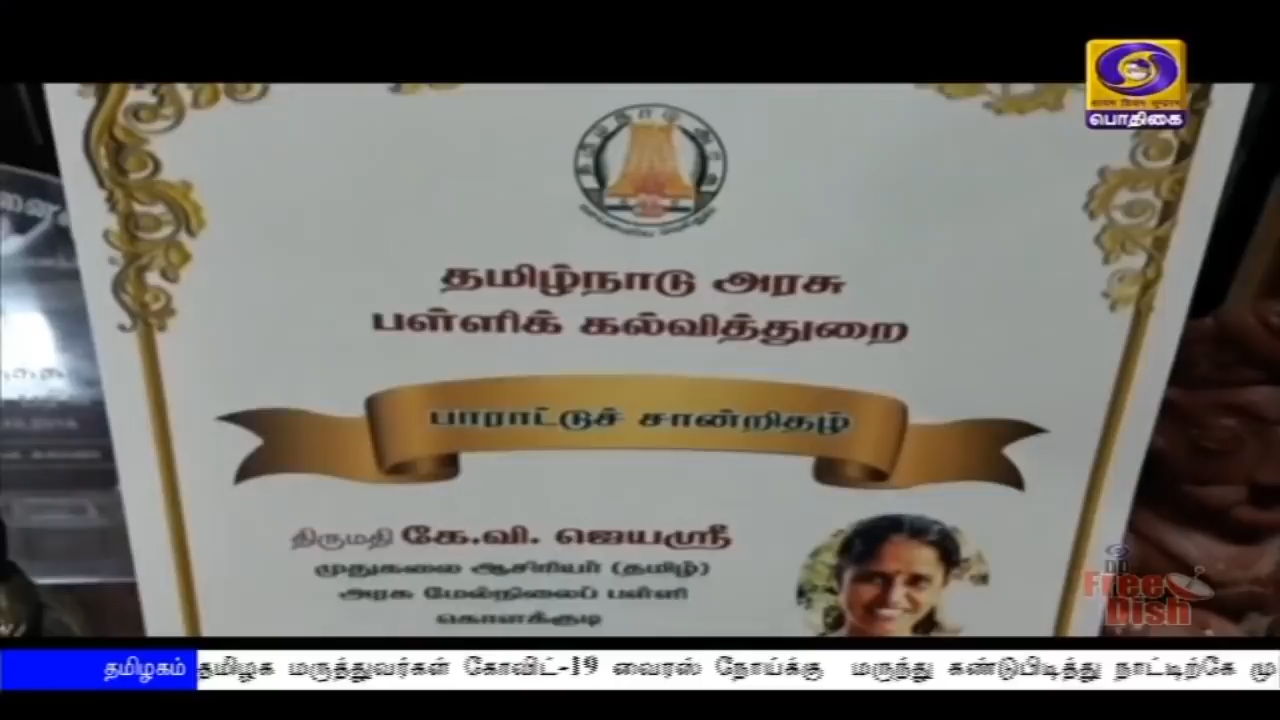 பொதிகை
தமிழ்நாடு அரசு
பள்ளிக் கல்வித்துறை
பாராட்டுச் சான்றிதழ்
திருமதி கே.வி. ஜெயஸ்ரீ
முதுகலை ஆசிரியர் (தமிழ்)
அரசு மேல்நிலைப் பள்ளி
கொளக்குடி
DD
Free Dish
தமிழகம் தமிழக மருத்துவர்கள் கோவிட்-19 வைரஸ் நோய்க்கு மருந்து கண்டுபிடித்து நாட்டிற்கே மு